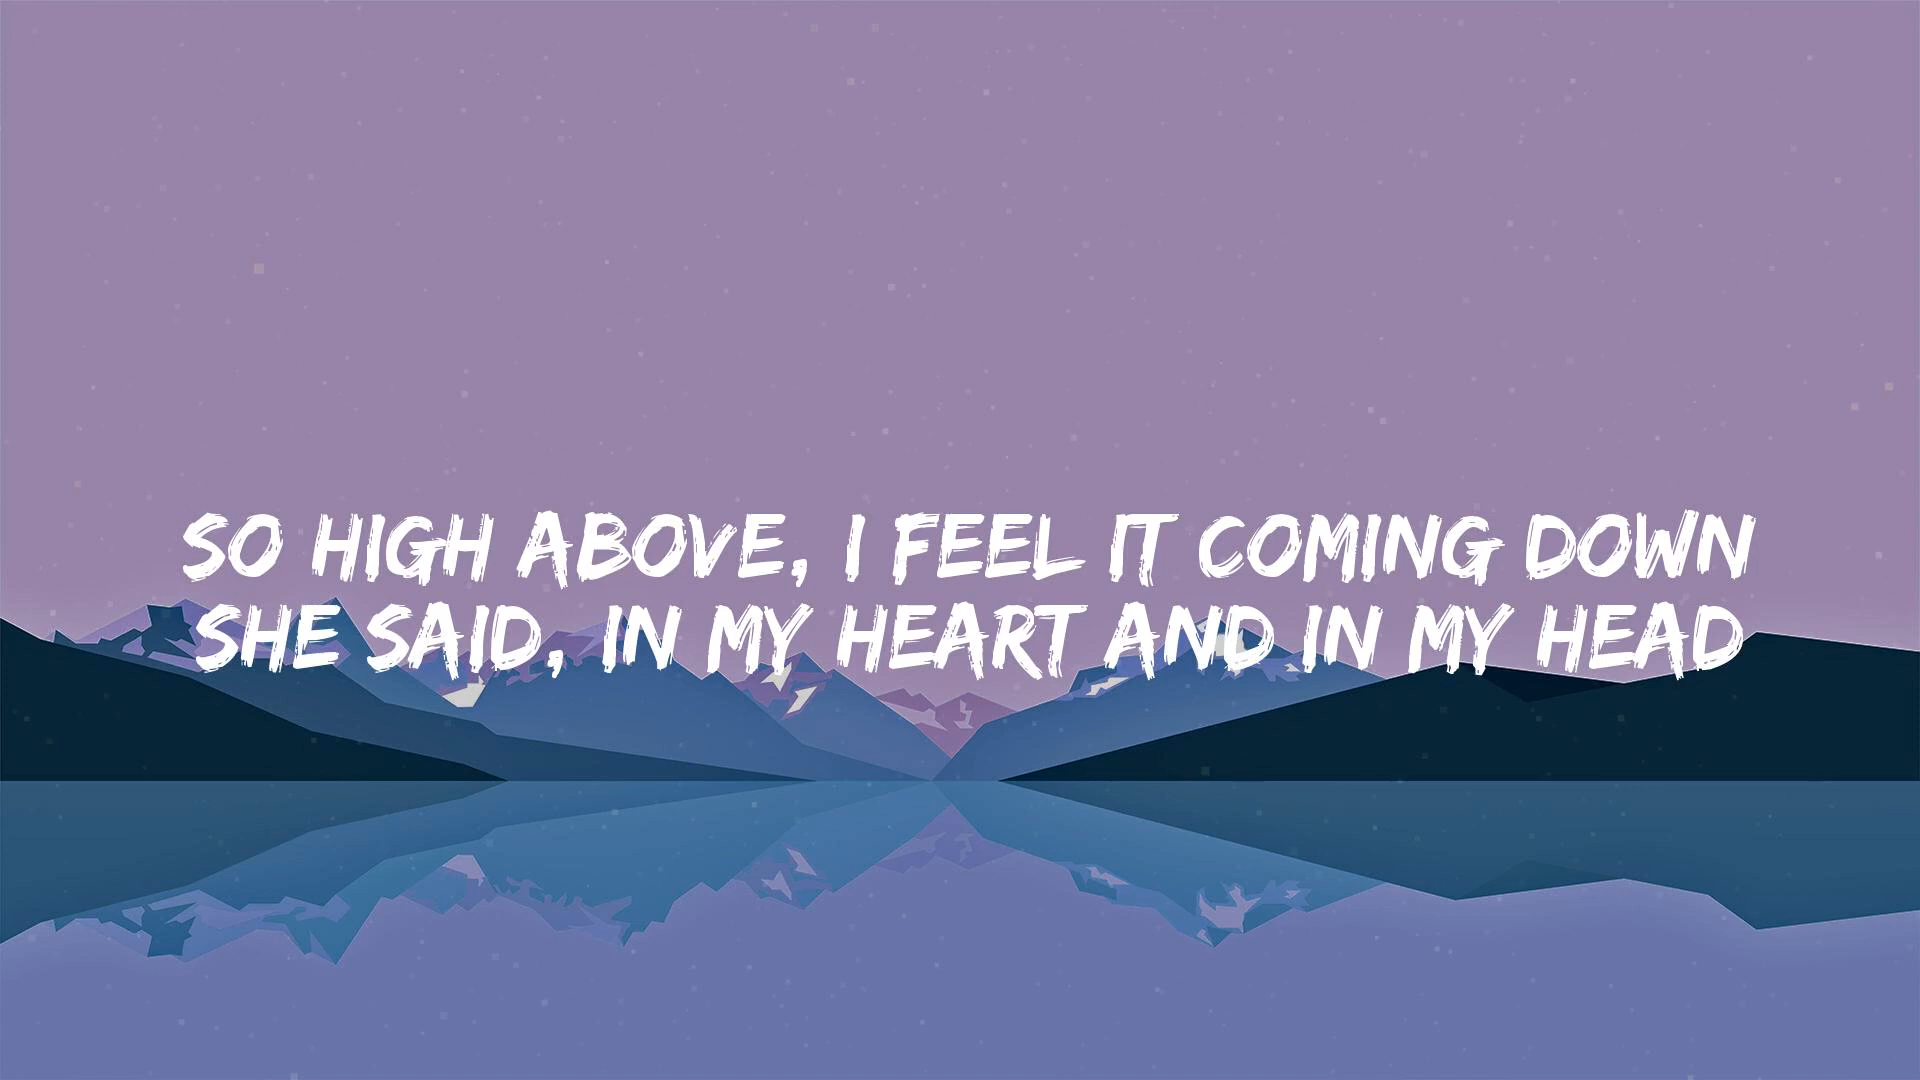 SO HIGH ABOVE, I FEEL IT COMING DOWN
SHE SAID, IN MY HEART AND IN MY HEAD